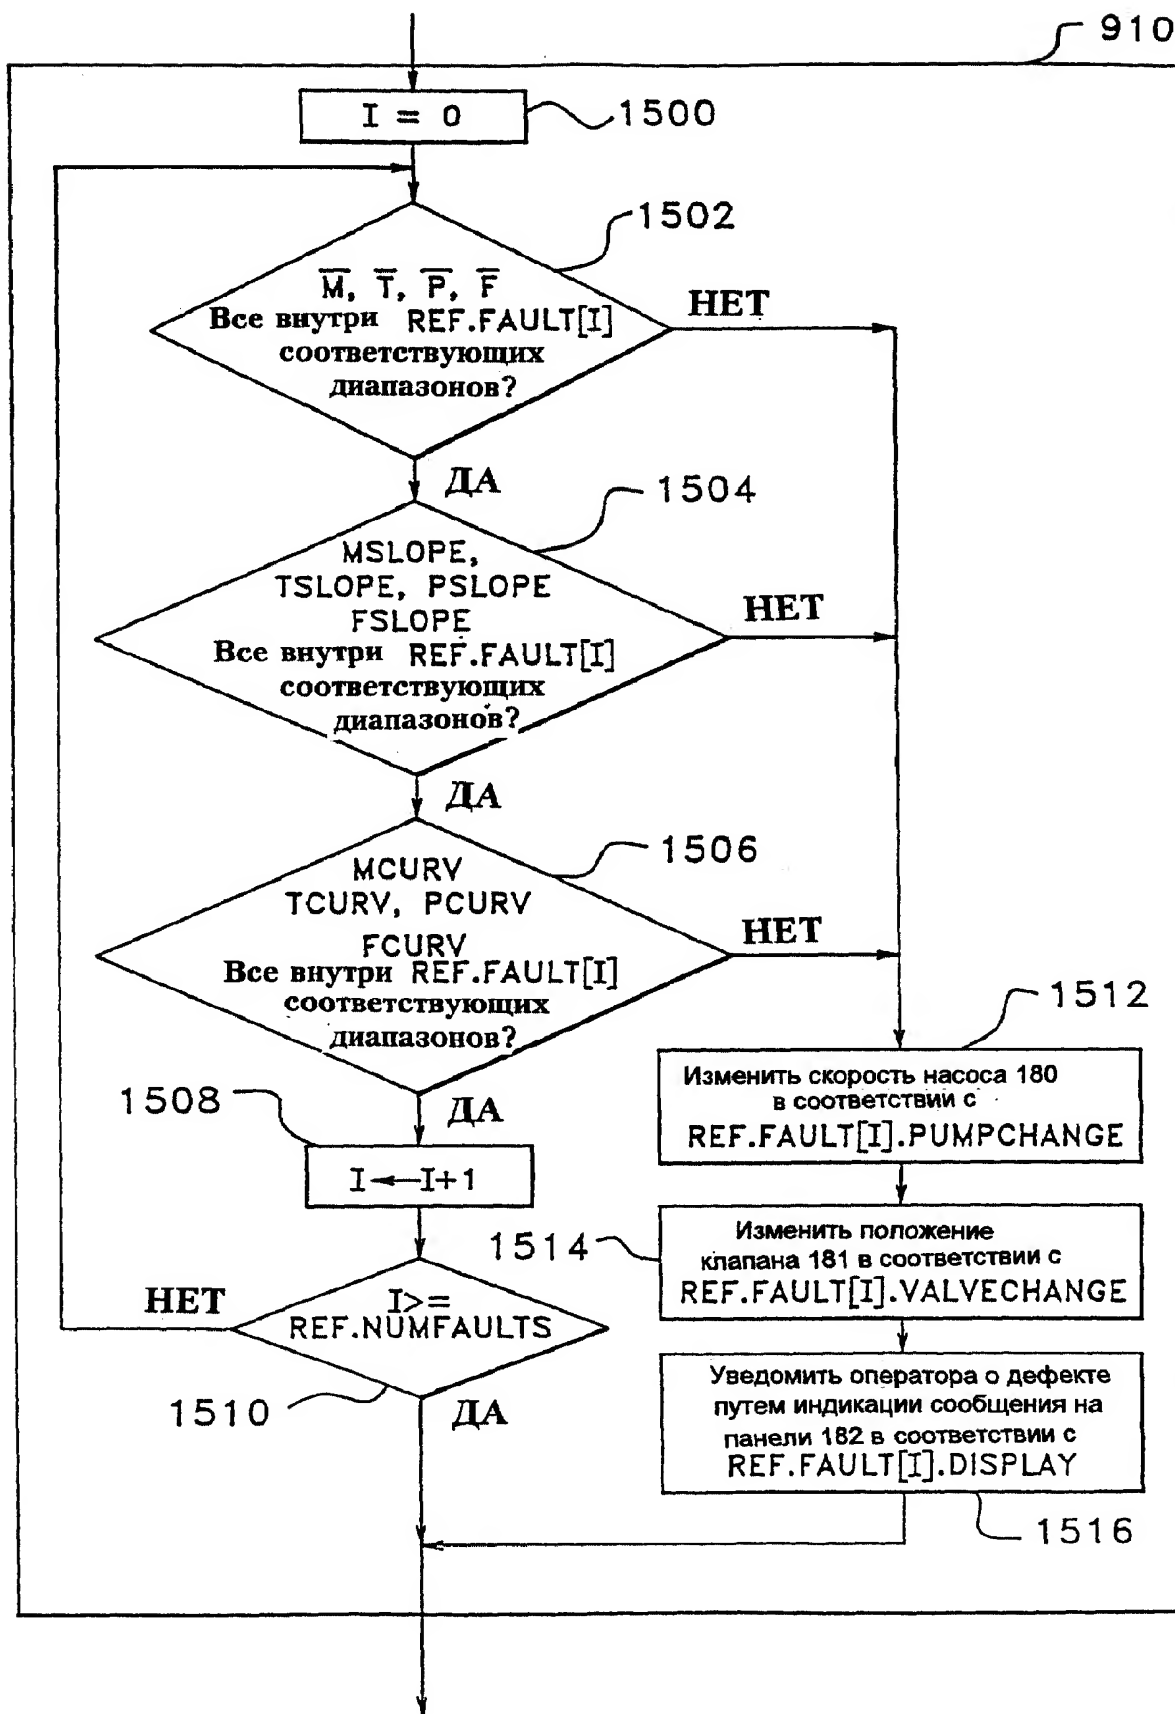 910
I = 0
1500
1502
M̅, T̅, P̅, F̅
Все внутри REF.FAULT[I]
соответствующих
диапазонов?
НЕТ
ДА
1504
MSLOPE,
TSLOPE, PSLOPE
FSLOPE
Все внутри REF.FAULT[I]
соответствующих
диапазонов?
НЕТ
ДА
1506
MCURV
TCURV, PCURV
FCURV
Все внутри REF.FAULT[I]
соответствующих
диапазонов?
НЕТ
ДА
1508
I←I+1
I>=
REF.NUMFAULTS
НЕТ
1510
ДА
1512
Изменить скорость насоса 180
в соответствии с
REF.FAULT[I].PUMPCHANGE
1514
Изменить положение
клапана 181 в соответствии с
REF.FAULT[I].VALVECHANGE
Уведомить оператора о дефекте
путем индикации сообщения на
панели 182 в соответствии с
REF.FAULT[I].DISPLAY
1516